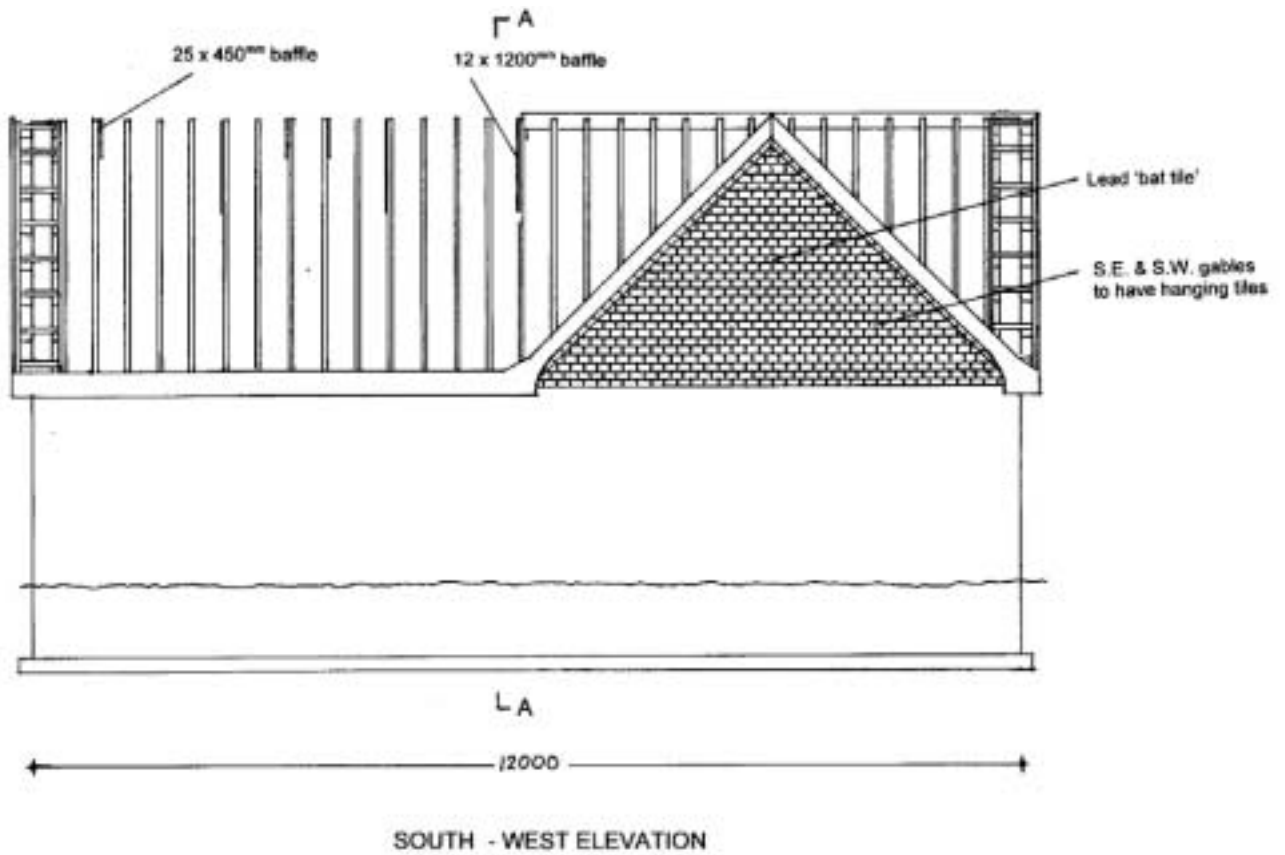 A
25 x 450mm baffle
12 x 1200mm baffle
Lead 'bat tile'
S.E. & S.W. gables
to have hanging tiles
A
12000
SOUTH - WEST ELEVATION